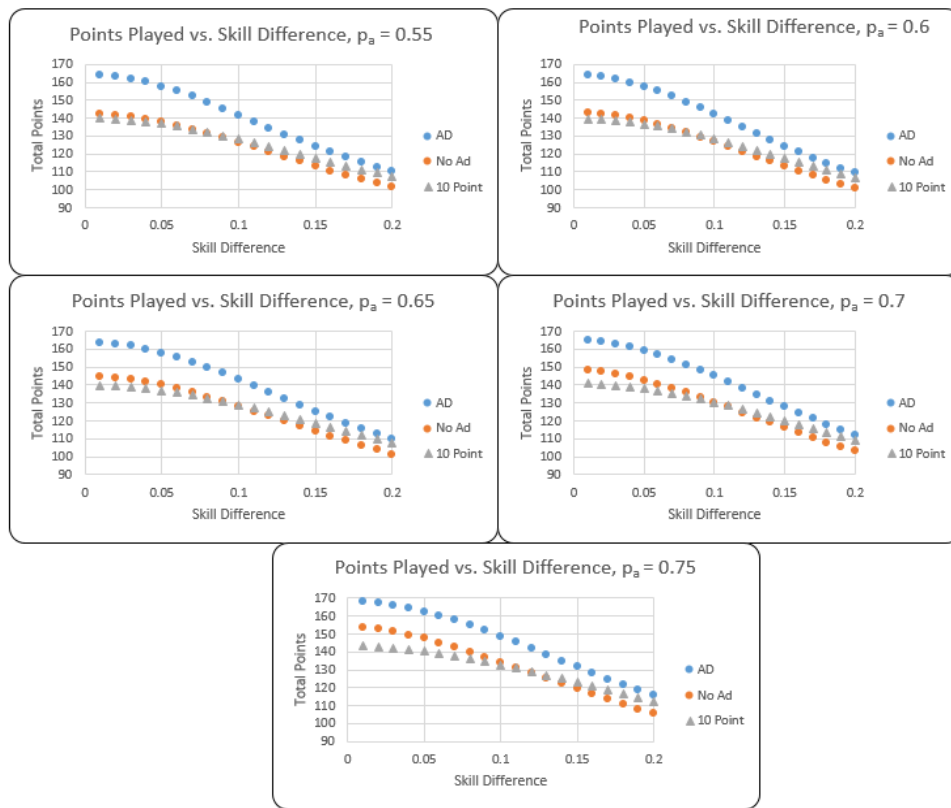 Points Played vs. Skill Difference, pₐ = 0.55
Total Points
170
160
150
140
130
120
110
100
90
0 0.05 0.1 0.15 0.2
Skill Difference
AD
No Ad
10 Point
Points Played vs. Skill Difference, pₐ = 0.6
Total Points
170
160
150
140
130
120
110
100
90
0 0.05 0.1 0.15 0.2
Skill Difference
AD
No Ad
10 Point
Points Played vs. Skill Difference, pₐ = 0.65
Total Points
170
160
150
140
130
120
110
100
90
0 0.05 0.1 0.15 0.2
Skill Difference
AD
No Ad
10 Point
Points Played vs. Skill Difference, pₐ = 0.7
Total Points
170
160
150
140
130
120
110
100
90
0 0.05 0.1 0.15 0.2
Skill Difference
AD
No Ad
10 Point
Points Played vs. Skill Difference, pₐ = 0.75
Total Points
170
160
150
140
130
120
110
100
90
0 0.05 0.1 0.15 0.2
Skill Difference
AD
No Ad
10 Point